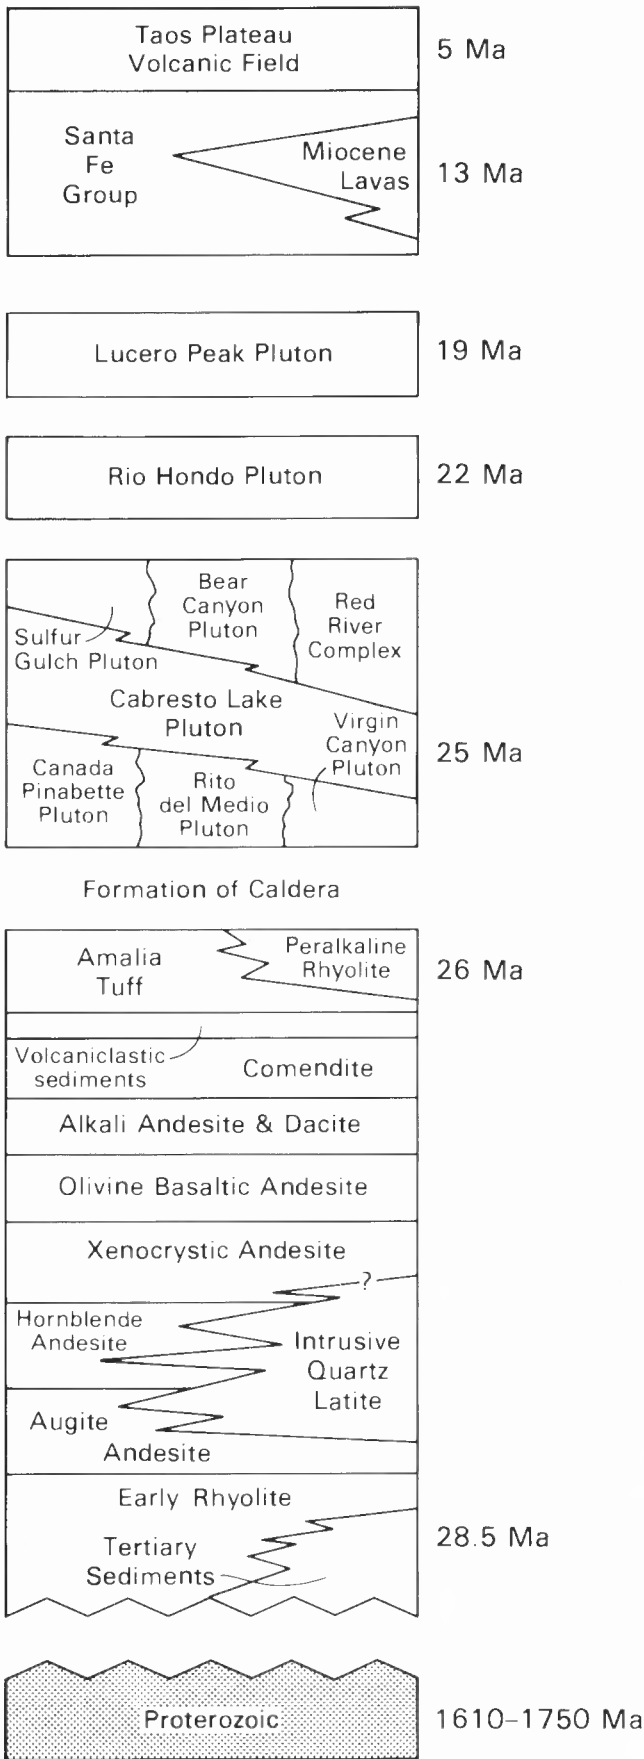 Taos Plateau
Volcanic Field
5 Ma
Santa
Fe
Group
Miocene
Lavas
13 Ma
Lucero Peak Pluton
19 Ma
Rio Hondo Pluton
22 Ma
Sulfur
Gulch Pluton
Bear
Canyon
Pluton
Red
River
Complex
Cabresto Lake
Pluton
Virgin
Canyon
Pluton
25 Ma
Canada
Pinabette
Pluton
Rito
del Medio
Pluton
Formation of Caldera
Amalia
Tuff
Peralkaline
Rhyolite
26 Ma
Volcaniclastic
sediments
Comendite
Alkali Andesite & Dacite
Olivine Basaltic Andesite
Xenocrystic Andesite
?
Hornblende
Andesite
Intrusive
Quartz
Latite
Augite
Andesite
Early Rhyolite
28.5 Ma
Tertiary
Sediments
Proterozoic
1610–1750 Ma